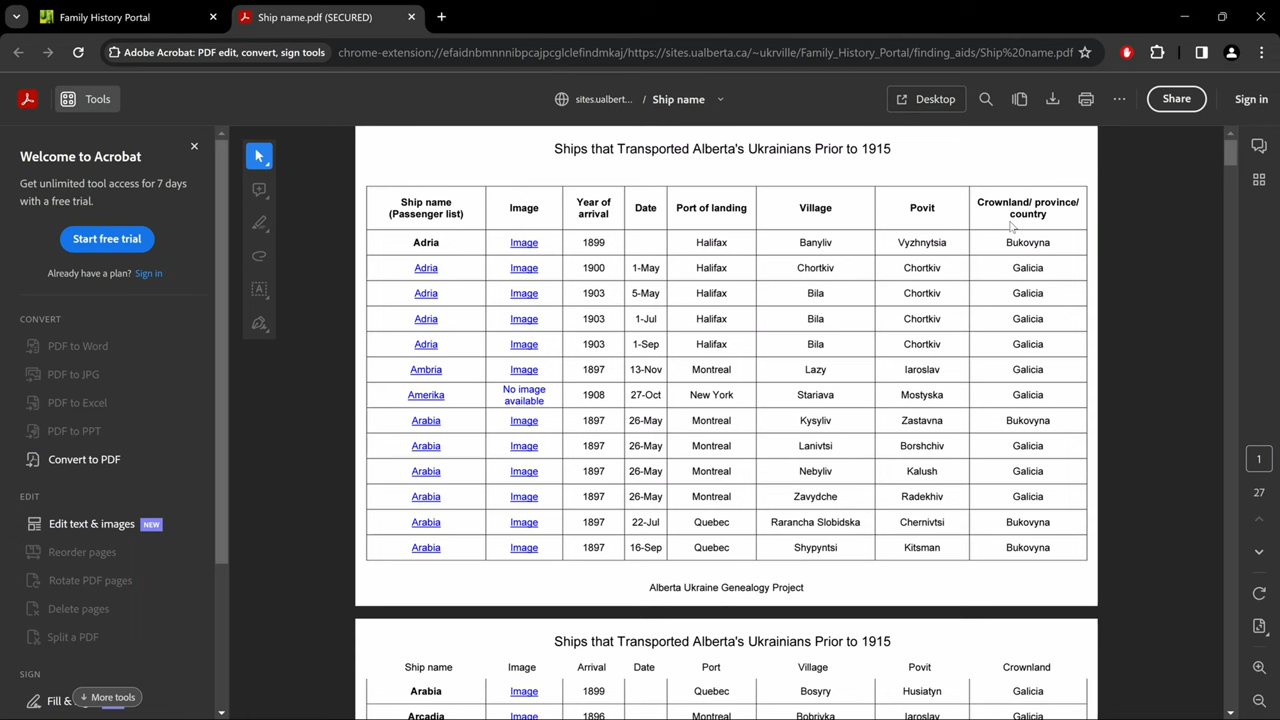 Family History Portal
Ship name.pdf (SECURED)
Adobe Acrobat: PDF edit, convert, sign tools
chrome-extension://efaidnbmnnnibpcajpcglclefindmkaj/https://sites.ualberta.ca/~ukrville/Family_History_Portal/finding_aids/Ship%20name.pdf
Tools
sites.ualbert... / Ship name
Desktop
Share
Sign in
Welcome to Acrobat
Get unlimited tool access for 7 days
with a free trial.
Start free trial
Already have a plan? Sign in
CONVERT
PDF to Word
PDF to JPG
PDF to Excel
PDF to PPT
Convert to PDF
EDIT
Edit text & images NEW
Reorder pages
Rotate PDF pages
Delete pages
Split a PDF
SIGN
Fill &
More tools
Ships that Transported Alberta's Ukrainians Prior to 1915
Ship name (Passenger list) Image Year of arrival Date Port of landing Village Povit Crownland/ province/ country
Adria Image 1899 Halifax Banyliv Vyzhnytsia Bukovyna
Adria Image 1900 1-May Halifax Chortkiv Chortkiv Galicia
Adria Image 1903 5-May Halifax Bila Chortkiv Galicia
Adria Image 1903 1-Jul Halifax Bila Chortkiv Galicia
Adria Image 1903 1-Sep Halifax Bila Chortkiv Galicia
Ambria Image 1897 13-Nov Montreal Lazy Iaroslav Galicia
Amerika No image available 1908 27-Oct New York Stariava Mostyska Galicia
Arabia Image 1897 26-May Montreal Kysyliv Zastavna Bukovyna
Arabia Image 1897 26-May Montreal Lanivtsi Borshchiv Galicia
Arabia Image 1897 26-May Montreal Nebyliv Kalush Galicia
Arabia Image 1897 26-May Montreal Zavydche Radekhiv Galicia
Arabia Image 1897 22-Jul Quebec Rarancha Slobidska Chernivtsi Bukovyna
Arabia Image 1897 16-Sep Quebec Shypyntsi Kitsman Bukovyna
Alberta Ukraine Genealogy Project
Ships that Transported Alberta's Ukrainians Prior to 1915
Ship name Image Arrival Date Port Village Povit Crownland
Arabia Image 1899 Quebec Bosyry Husiatyn Galicia
Arcadia Image 1896 Montreal Bobrivka Iaroslav Galicia
1
27